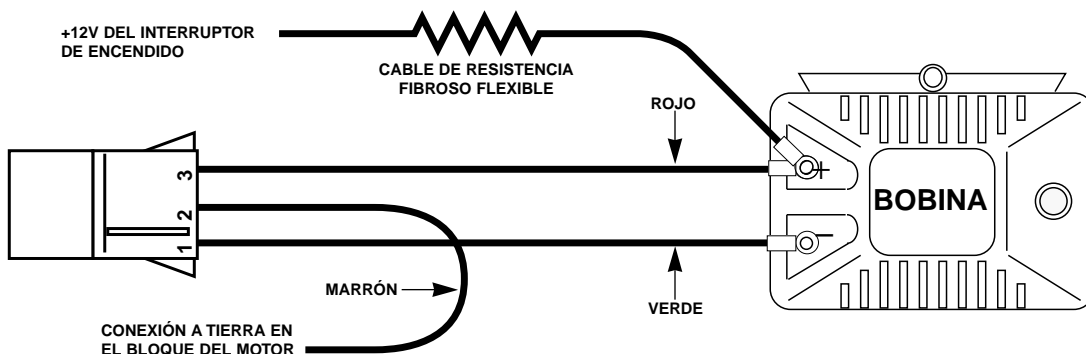 +12V DEL INTERRUPTOR
DE ENCENDIDO
CABLE DE RESISTENCIA
FIBROSO FLEXIBLE
ROJO
3
2
1
+
BOBINA
–
MARRÓN
VERDE
CONEXIÓN A TIERRA EN
EL BLOQUE DEL MOTOR